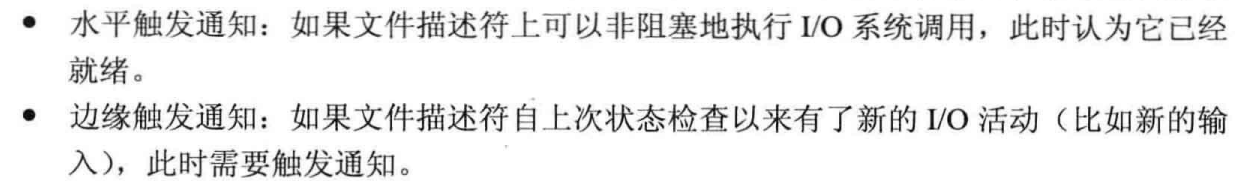 ● 水平触发通知：如果文件描述符上可以非阻塞地执行 I/O 系统调用，此时认为它已经
就绪。
● 边缘触发通知：如果文件描述符自上次状态检查以来有了新的 I/O 活动（比如新的输
入），此时需要触发通知。